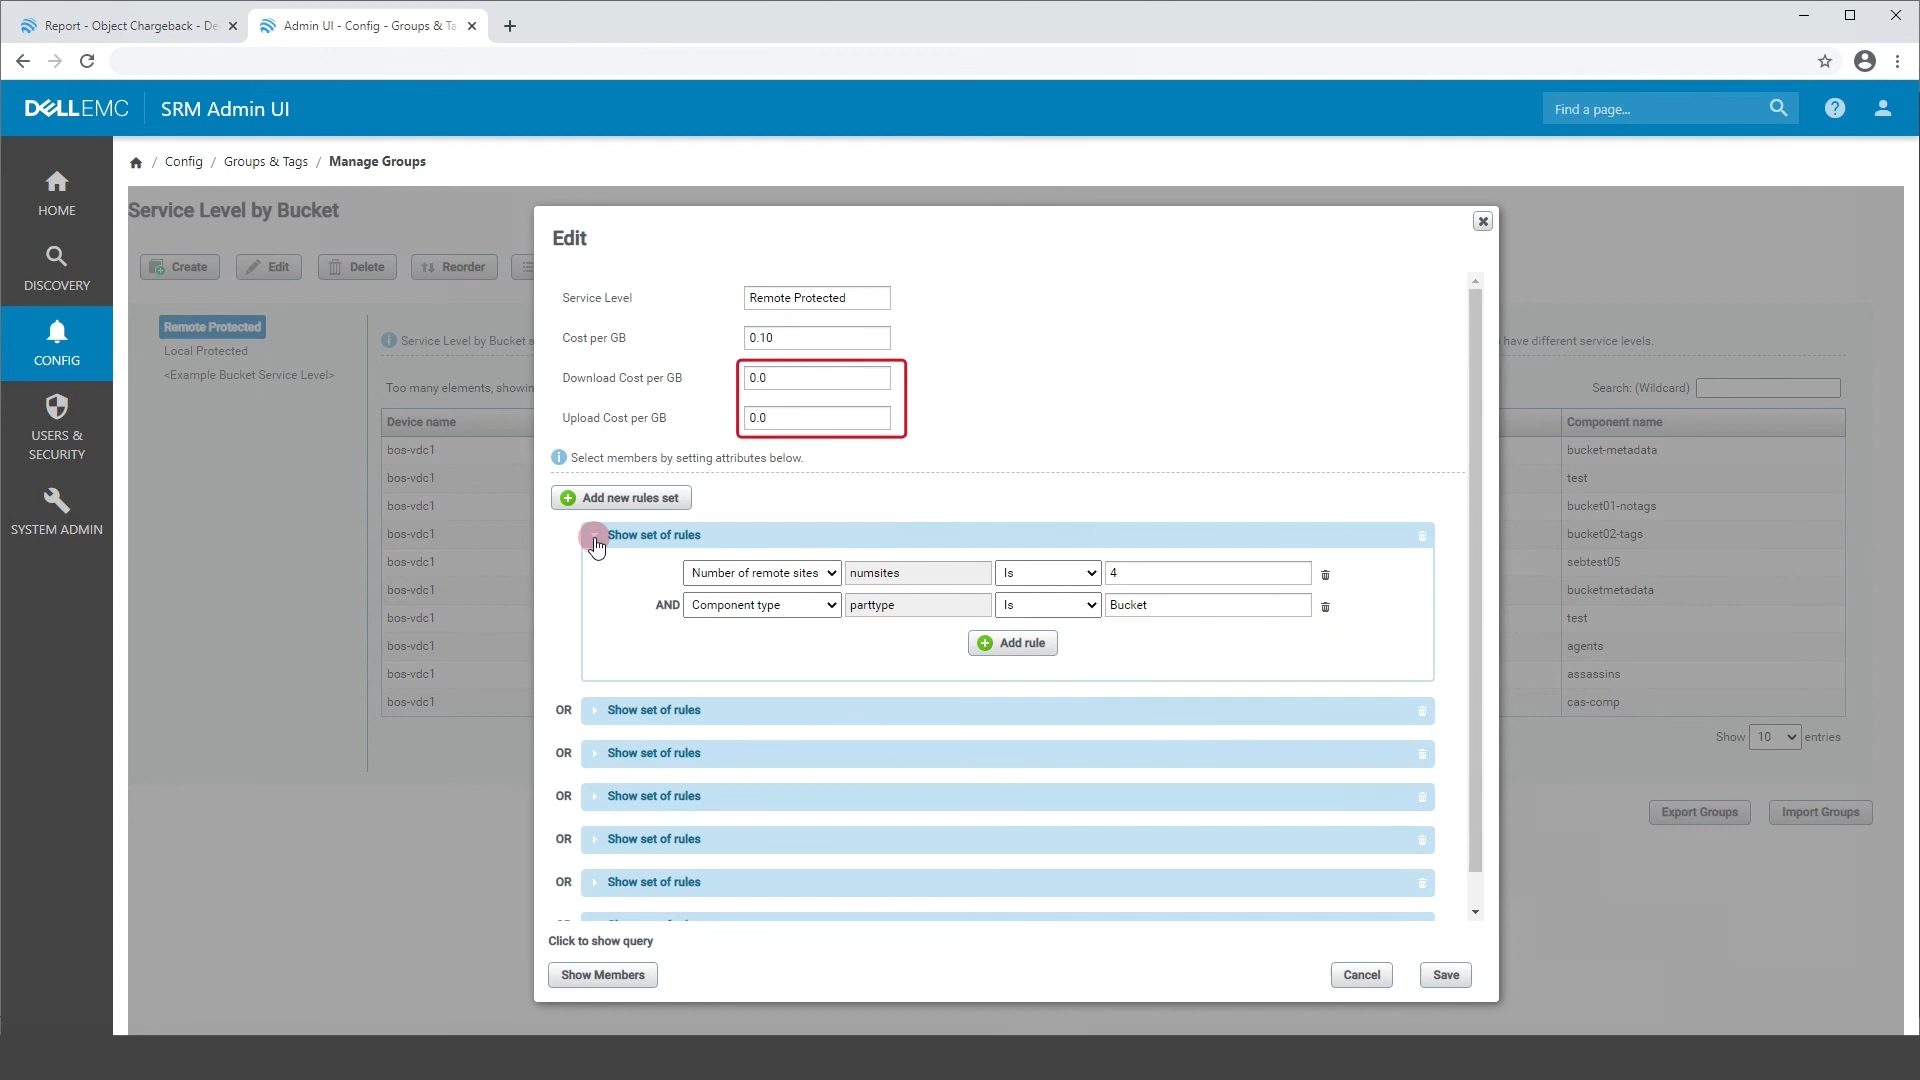 Report - Object Chargeback - De
Admin UI - Config - Groups & Ta
DELLEMC
SRM Admin UI
Find a page...
HOME
DISCOVERY
CONFIG
USERS &
SECURITY
SYSTEM ADMIN
/ Config / Groups & Tags / Manage Groups
Service Level by Bucket
Create
Edit
Delete
Reorder
Remote Protected
Local Protected
<Example Bucket Service Level>
Service Level by Bucket s
have different service levels.
Too many elements, showin
Search: (Wildcard)
Device name
Component name
bos-vdc1
bucket-metadata
bos-vdc1
test
bos-vdc1
bucket01-notags
bos-vdc1
bucket02-tags
bos-vdc1
sebtest05
bos-vdc1
bucketmetadata
bos-vdc1
test
bos-vdc1
agents
bos-vdc1
assassins
bos-vdc1
cas-comp
Show 10 entries
Export Groups
Import Groups
Edit
Service Level
Remote Protected
Cost per GB
0.10
Download Cost per GB
0.0
Upload Cost per GB
0.0
Select members by setting attributes below.
Add new rules set
Show set of rules
Number of remote sites
numsites
Is
4
AND
Component type
parttype
Is
Bucket
Add rule
OR
Show set of rules
OR
Show set of rules
OR
Show set of rules
OR
Show set of rules
OR
Show set of rules
Click to show query
Show Members
Cancel
Save